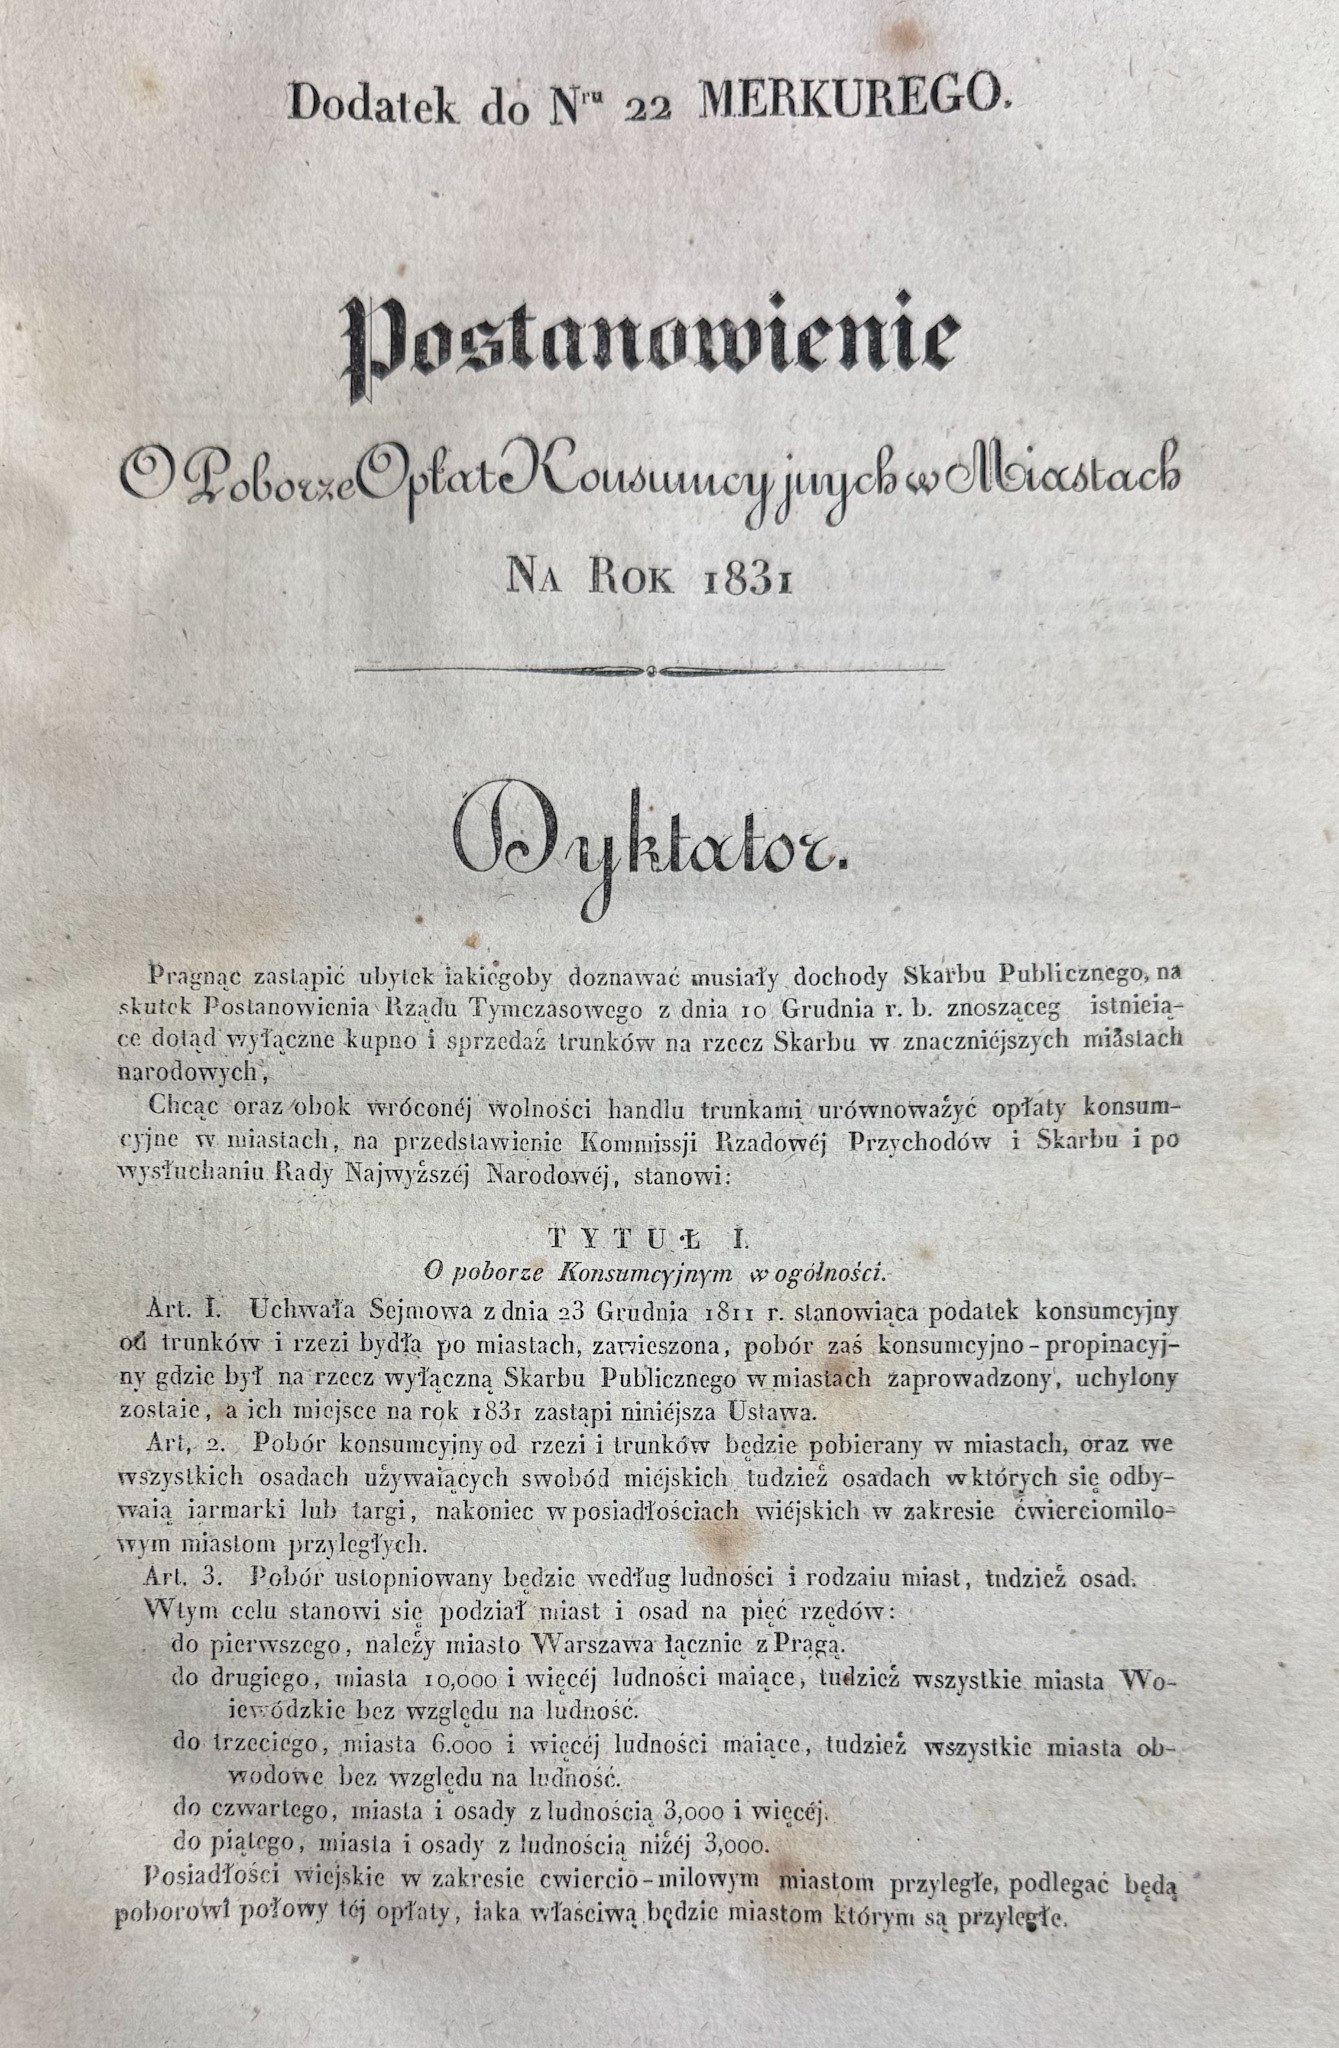 Dodatek do Nru 22 MERKUREGO.
Postanowienie
O Poborze Opłat Konsumcyjnych w Miastach
NA ROK 1831
Dyktator.
Pragnąc zastąpić ubytek iakiegoby doznawać musiały dochody Skarbu Publicznego, na
skutek Postanowienia Rządu Tymczasowego z dnia 10 Grudnia r. b. znosząceg istnieią-
ce dotąd wyłączne kupno i sprzedaż trunków na rzecz Skarbu w znaczniéjszych miastach
narodowych,
Chcąc oraz obok wróconéj wolności handlu trunkami urównoważyć opłaty konsum-
cyjne w miastach, na przedstawienie Kommissji Rzadowéj Przychodów i Skarbu i po
wysłuchaniu Rady Najwyższéj Narodowéj, stanowi:
TYTUŁ I.
O poborze Konsumcyjnym w ogólności.
Art. I. Uchwała Sejmowa z dnia 23 Grudnia 1811 r. stanowiąca podatek konsumcyjny
od trunków i rzezi bydła po miastach, zawieszona, pobór zaś konsumcyjno-propinacyj-
ny gdzie był na rzecz wyłączną Skarbu Publicznego w miastach zaprowadzony, uchylony
zostaie, a ich miejsce na rok 1831 zastąpi niniéjsza Ustawa.
Art, 2. Pobór konsumcyjny od rzezi i trunków będzie pobierany w miastach, oraz we
wszystkich osadach używaiących swobód miéjskich tudzież osadach w których się odby-
waią iarmarki lub targi, nakoniec w posiadłościach wiéjskich w zakresie ćwierciomilo-
wym miastom przyległych.
Art. 3. Pobór ustopniowany będzie według ludności i rodzaiu miast, tudzież osad.
Wtym celu stanowi się podział miast i osad na pięć rzędów:
do pierwszego, należy miasto Warszawa łącznie z Pragą.
do drugiego, miasta 10,000 i więcéj ludności maiące, tudzież wszystkie miasta Wo-
iewódzkie bez względu na ludność.
do trzeciego, miasta 6.000 i więcéj ludności maiące, tudzież wszystkie miasta ob-
wodowe bez względu na ludność.
do czwartego, miasta i osady z ludnością 3,000 i więcéj.
do piątego, miasta i osady z ludnością niżéj 3,000.
Posiadłości wiejskie w zakresie cwiercio-milowym miastom przyległe, podlegać będą
poborowi połowy téj opłaty, iaka właściwą będzie miastom którym są przyległe.